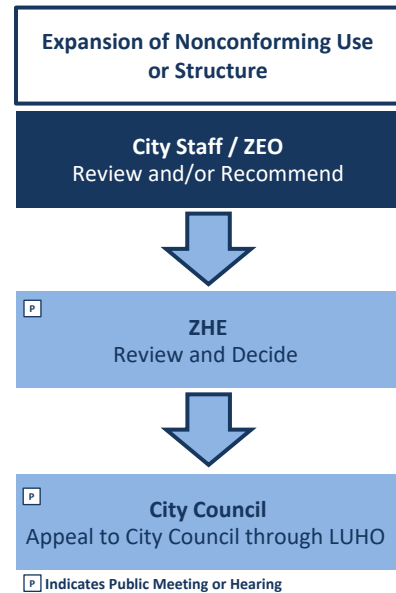 Expansion of Nonconforming Use
or Structure
City Staff / ZEO
Review and/or Recommend
P
ZHE
Review and Decide
P
City Council
Appeal to City Council through LUHO
P Indicates Public Meeting or Hearing